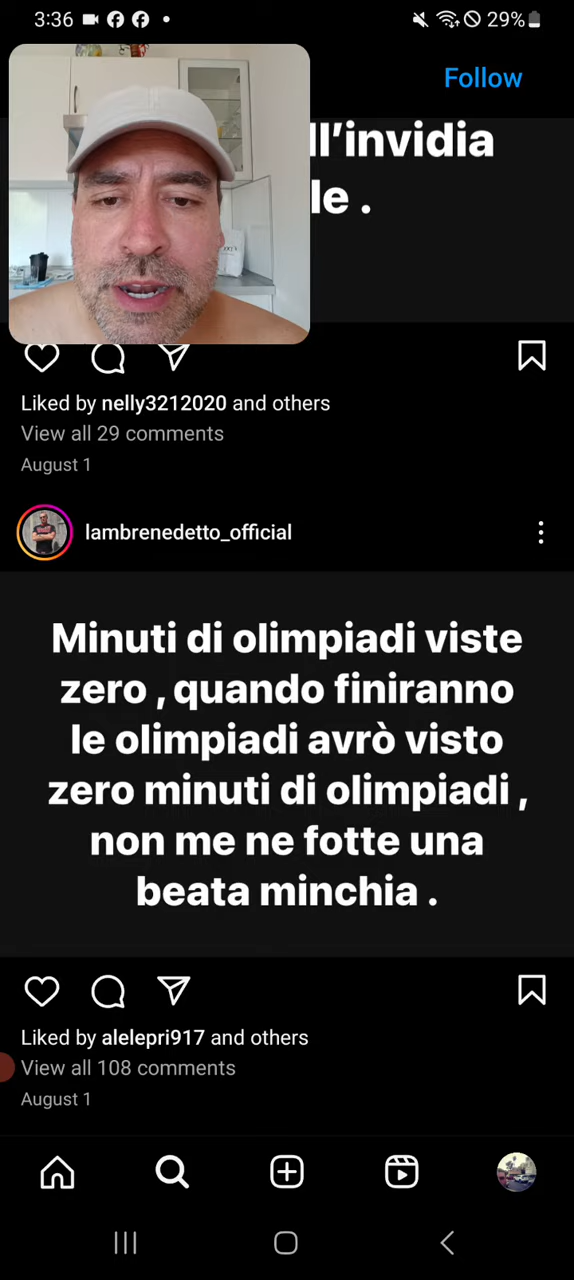 3:36
29%
Follow
ll'invidia
le .
Liked by nelly3212020 and others
View all 29 comments
August 1
lambrenedetto_official
Minuti di olimpiadi viste
zero , quando finiranno
le olimpiadi avrò visto
zero minuti di olimpiadi ,
non me ne fotte una
beata minchia .
Liked by alelepri917 and others
View all 108 comments
August 1